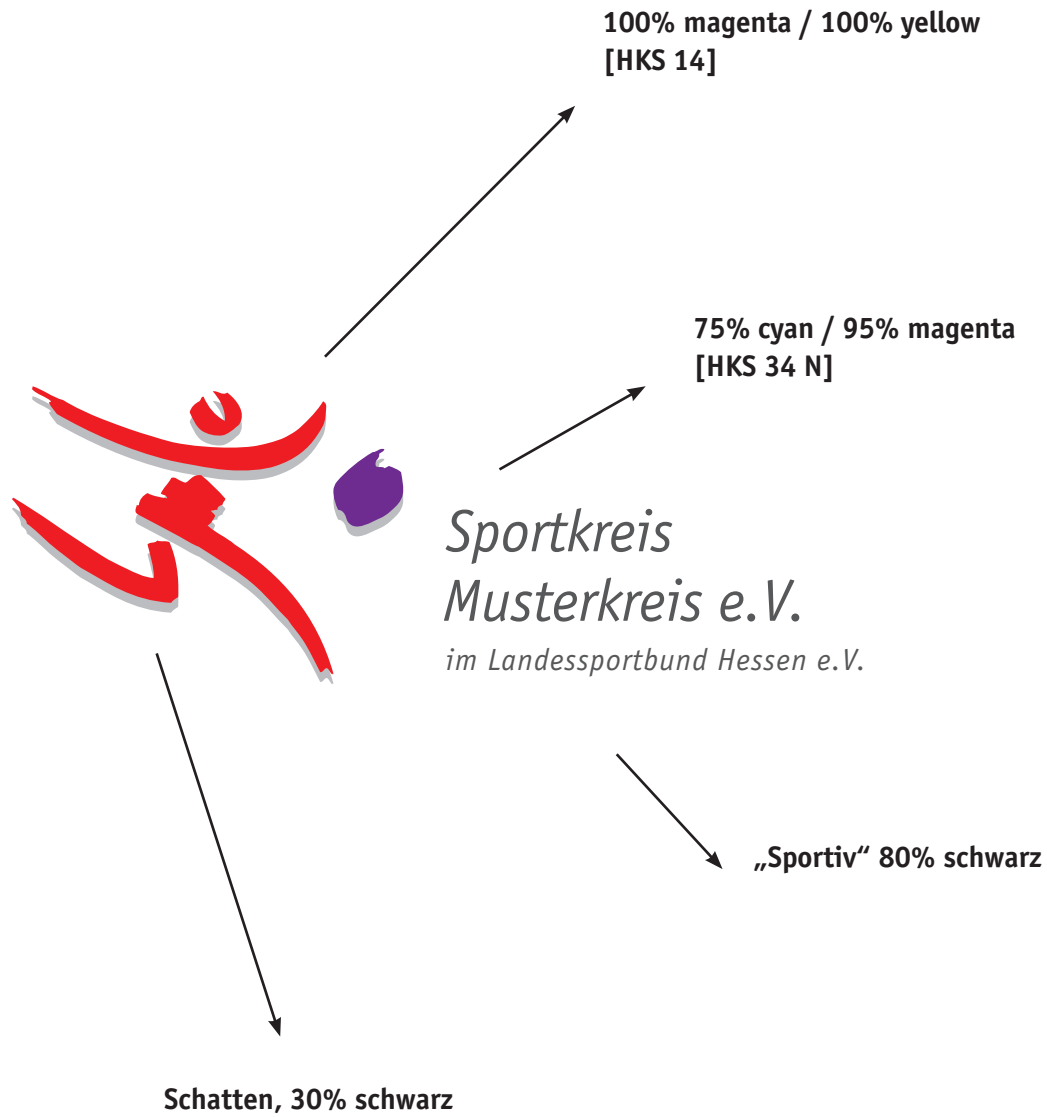 100% magenta / 100% yellow
[HKS 14]
75% cyan / 95% magenta
[HKS 34 N]
Sportkreis
Musterkreis e.V.
im Landessportbund Hessen e.V.
„Sportiv“ 80% schwarz
Schatten, 30% schwarz